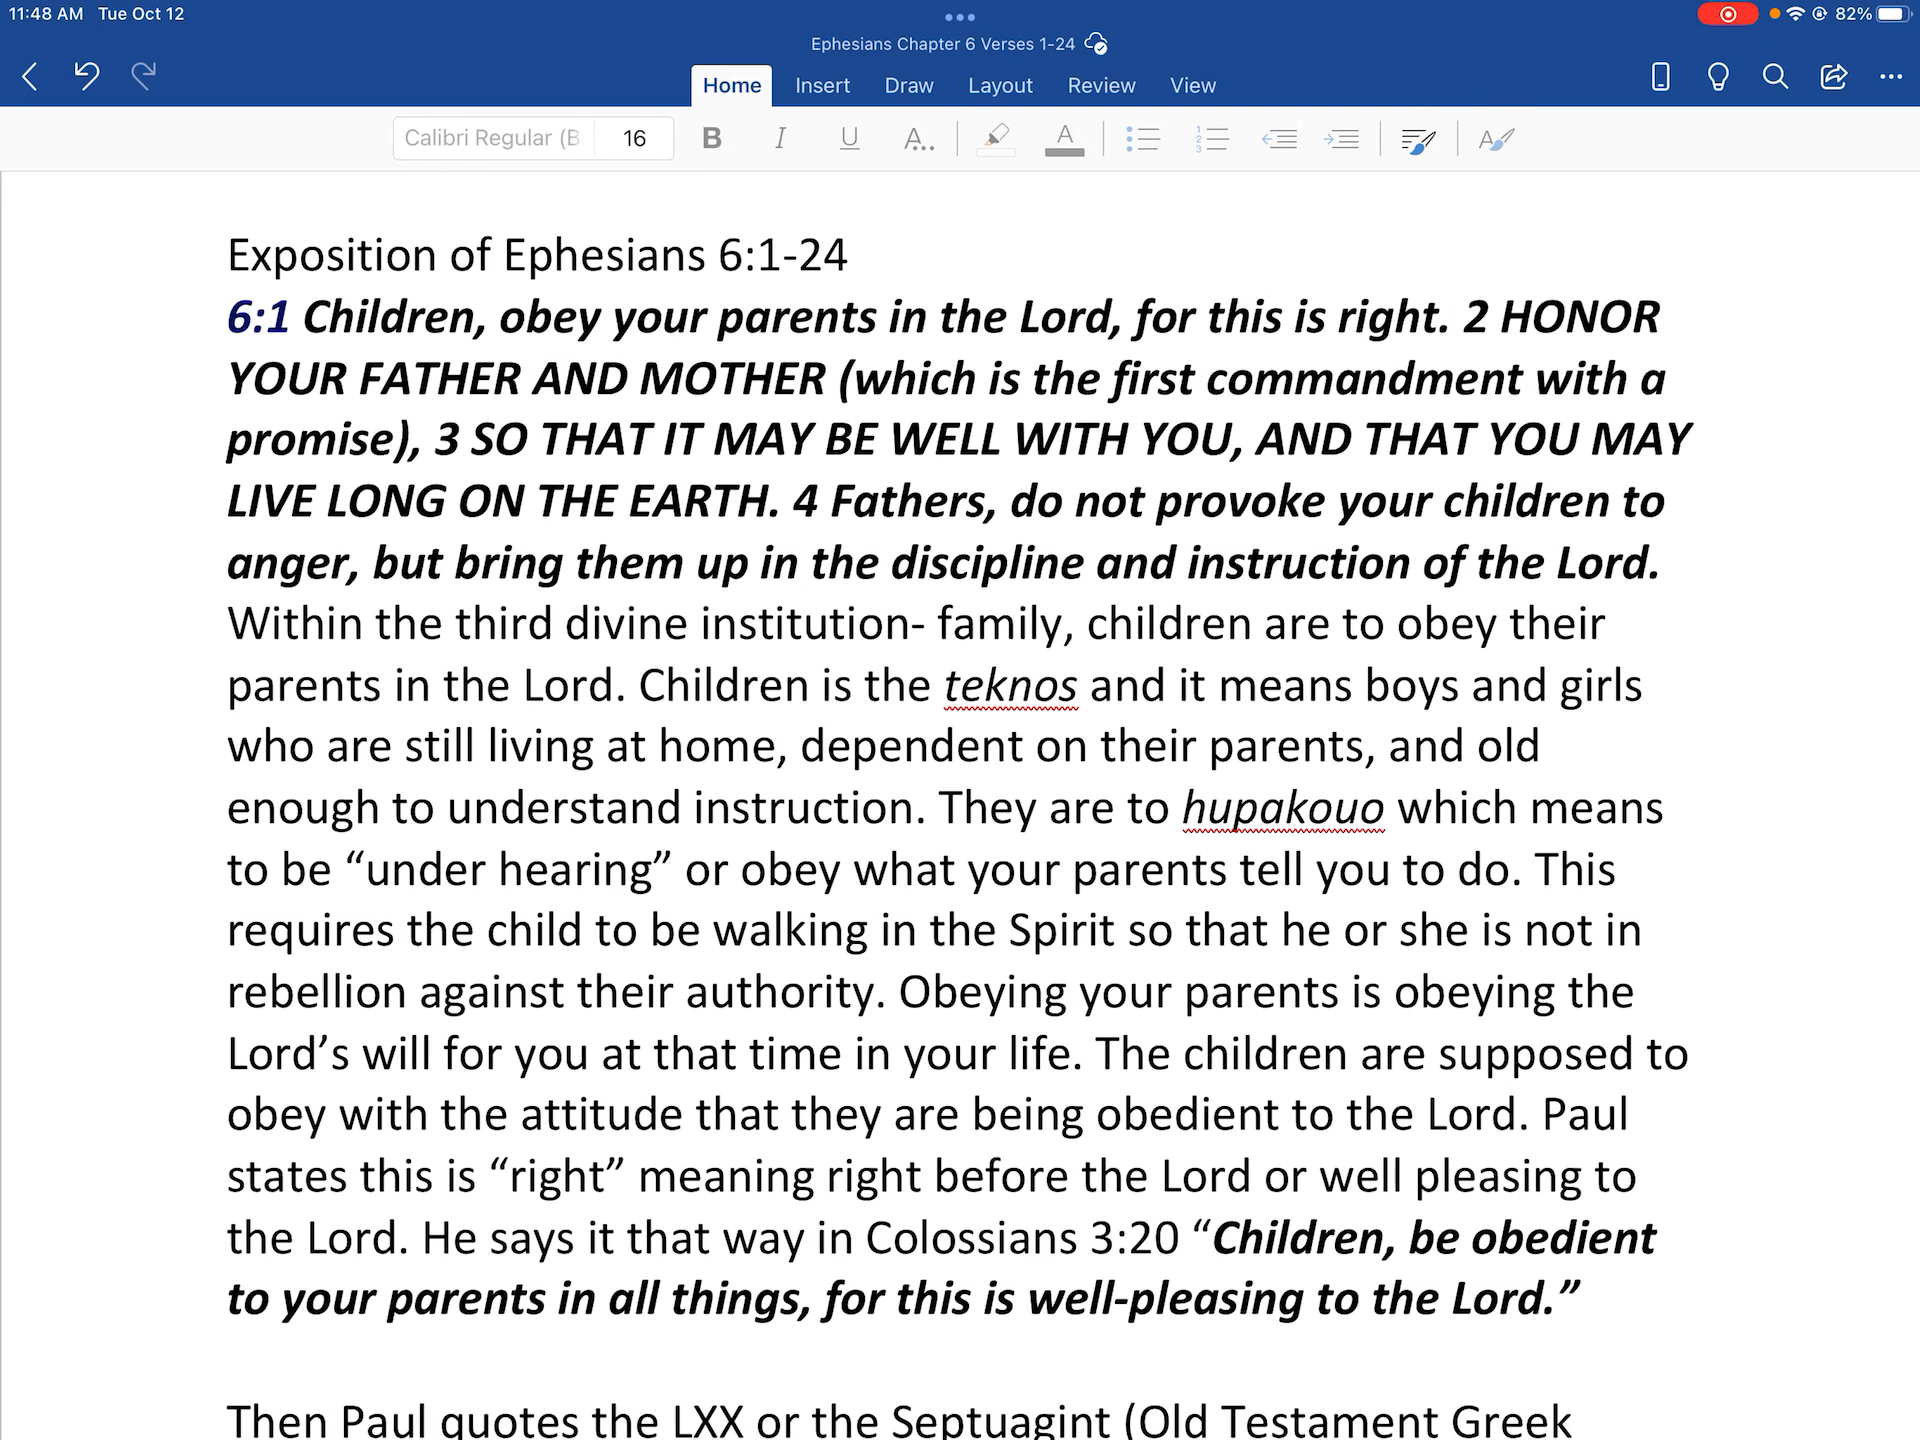 11:48 AM Tue Oct 12
82%
Ephesians Chapter 6 Verses 1-24
Home Insert Draw Layout Review View
Calibri Regular (B 16 B I U A.. A
Exposition of Ephesians 6:1-24
6:1 Children, obey your parents in the Lord, for this is right. 2 HONOR
YOUR FATHER AND MOTHER (which is the first commandment with a
promise), 3 SO THAT IT MAY BE WELL WITH YOU, AND THAT YOU MAY
LIVE LONG ON THE EARTH. 4 Fathers, do not provoke your children to
anger, but bring them up in the discipline and instruction of the Lord.
Within the third divine institution- family, children are to obey their
parents in the Lord. Children is the teknos and it means boys and girls
who are still living at home, dependent on their parents, and old
enough to understand instruction. They are to hupakouo which means
to be “under hearing” or obey what your parents tell you to do. This
requires the child to be walking in the Spirit so that he or she is not in
rebellion against their authority. Obeying your parents is obeying the
Lord’s will for you at that time in your life. The children are supposed to
obey with the attitude that they are being obedient to the Lord. Paul
states this is “right” meaning right before the Lord or well pleasing to
the Lord. He says it that way in Colossians 3:20 “Children, be obedient
to your parents in all things, for this is well-pleasing to the Lord.”
Then Paul quotes the LXX or the Septuagint (Old Testament Greek